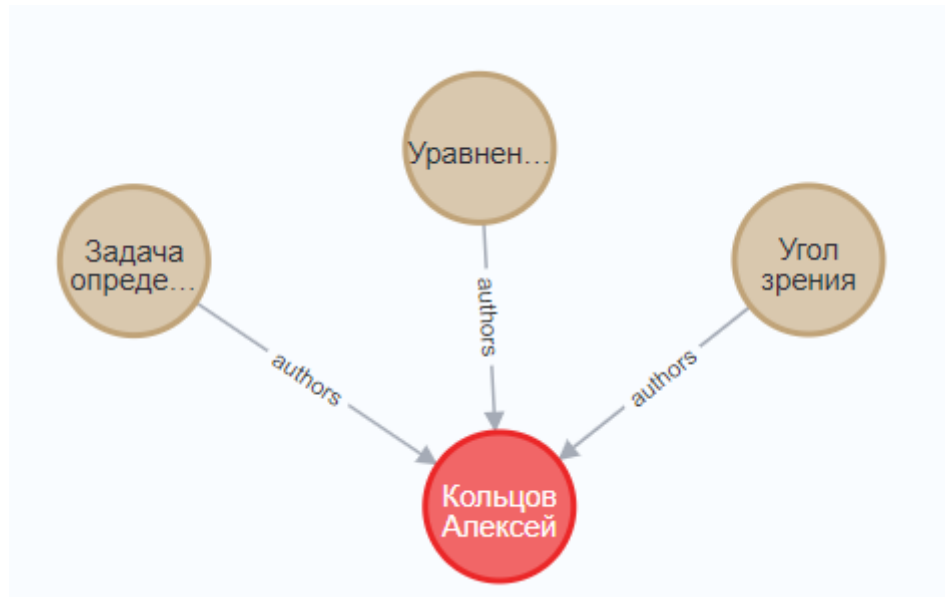 Уравнен...
Задача
опреде...
Угол
зрения
authors
authors
authors
Кольцов
Алексей